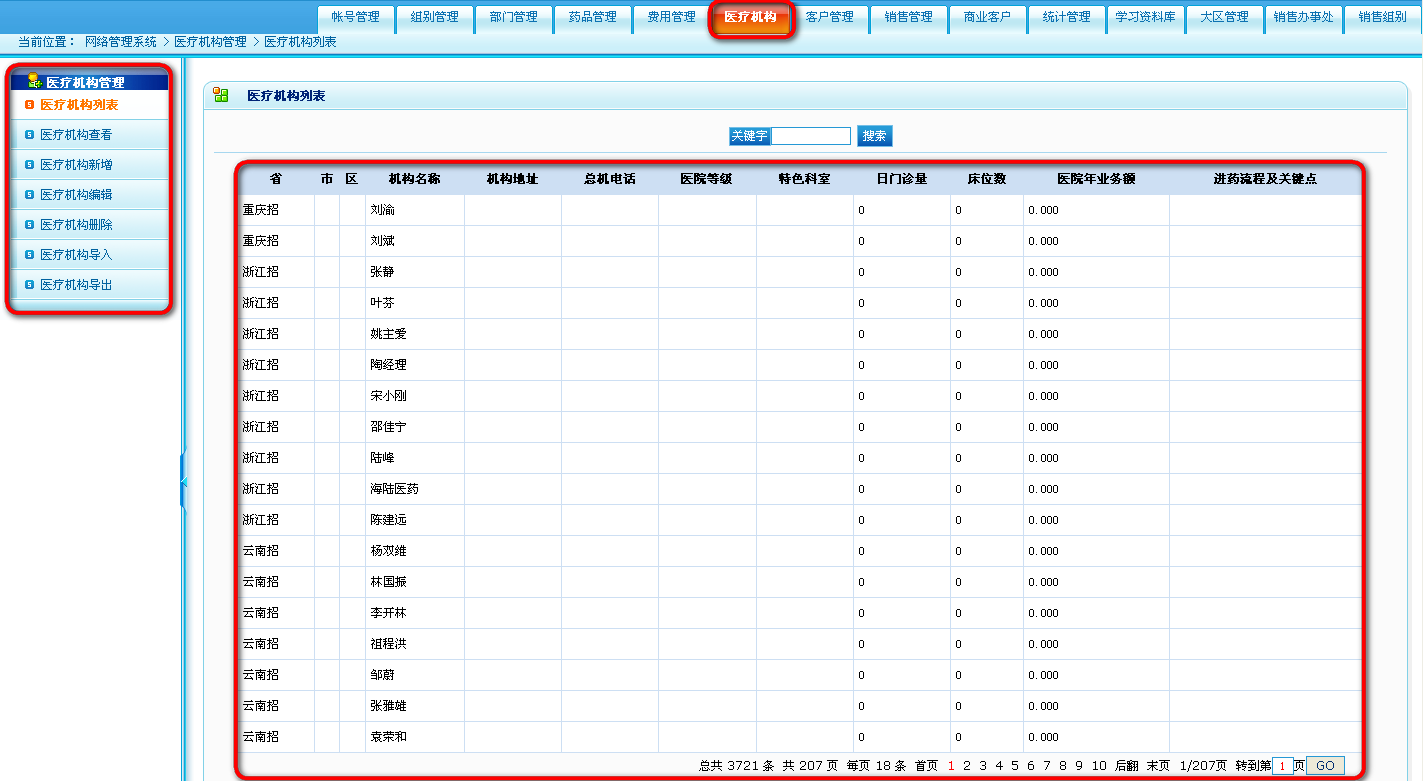 帐号管理 组别管理 部门管理 药品管理 费用管理 医疗机构 客户管理 销售管理 商业客户 统计管理 学习资料库 大区管理 销售办事处 销售组别
当前位置： 网络管理系统 > 医疗机构管理 > 医疗机构列表
医疗机构管理
医疗机构列表
医疗机构查看
医疗机构新增
医疗机构编辑
医疗机构删除
医疗机构导入
医疗机构导出
医疗机构列表
关键字 搜索
省 市 区 机构名称 机构地址 总机电话 医院等级 特色科室 日门诊量 床位数 医院年业务额 进药流程及关键点
重庆招 刘渝 0 0 0.000
重庆招 刘斌 0 0 0.000
浙江招 张静 0 0 0.000
浙江招 叶芬 0 0 0.000
浙江招 姚主爱 0 0 0.000
浙江招 陶经理 0 0 0.000
浙江招 宋小刚 0 0 0.000
浙江招 邵佳宁 0 0 0.000
浙江招 陆峰 0 0 0.000
浙江招 海陆医药 0 0 0.000
浙江招 陈建远 0 0 0.000
云南招 杨双维 0 0 0.000
云南招 林国振 0 0 0.000
云南招 李开林 0 0 0.000
云南招 祖程洪 0 0 0.000
云南招 邹蔚 0 0 0.000
云南招 张雅雄 0 0 0.000
云南招 袁荣和 0 0 0.000
总共 3721 条 共 207 页 每页 18 条 首页 1 2 3 4 5 6 7 8 9 10 后翻 末页 1/207页 转到第 1 页 GO